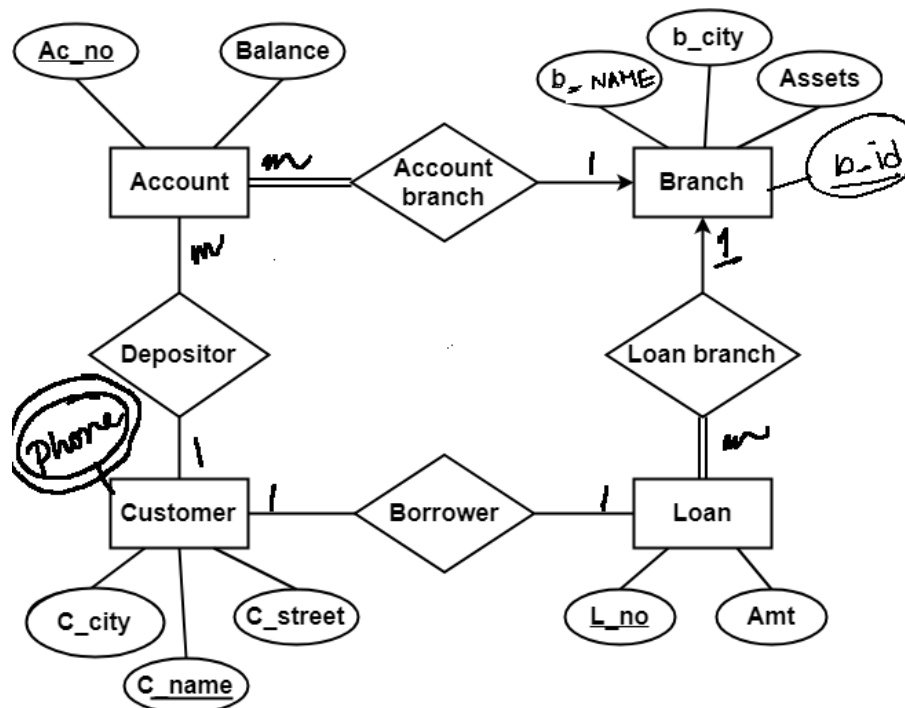 Ac_no
Balance
b_NAME
b_city
Assets
b_id
Account
m
Account
branch
1
Branch
m
1
Depositor
Loan branch
phone
1
m
Customer
1
Borrower
1
Loan
C_city
C_street
L_no
Amt
C_name